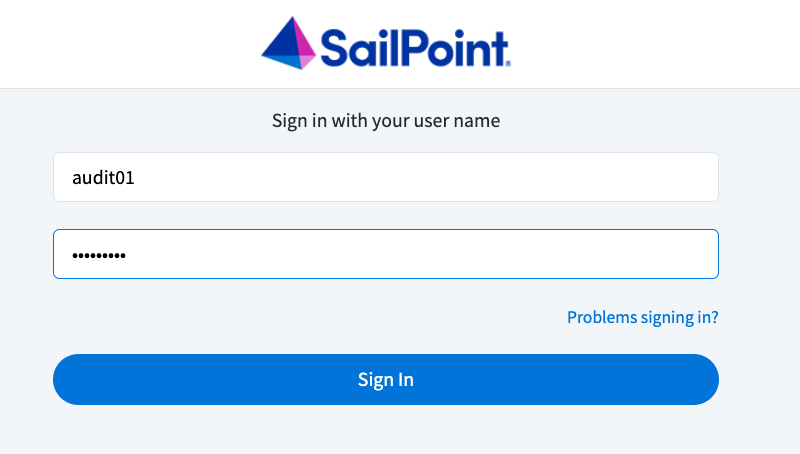 SailPoint®
Sign in with your user name
audit01
•••••••••
Problems signing in?
Sign In